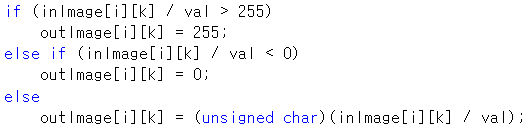 if (inImage[i][k] / val > 255)
    outImage[i][k] = 255;
else if (inImage[i][k] / val < 0)
    outImage[i][k] = 0;
else
    outImage[i][k] = (unsigned char)(inImage[i][k] / val);